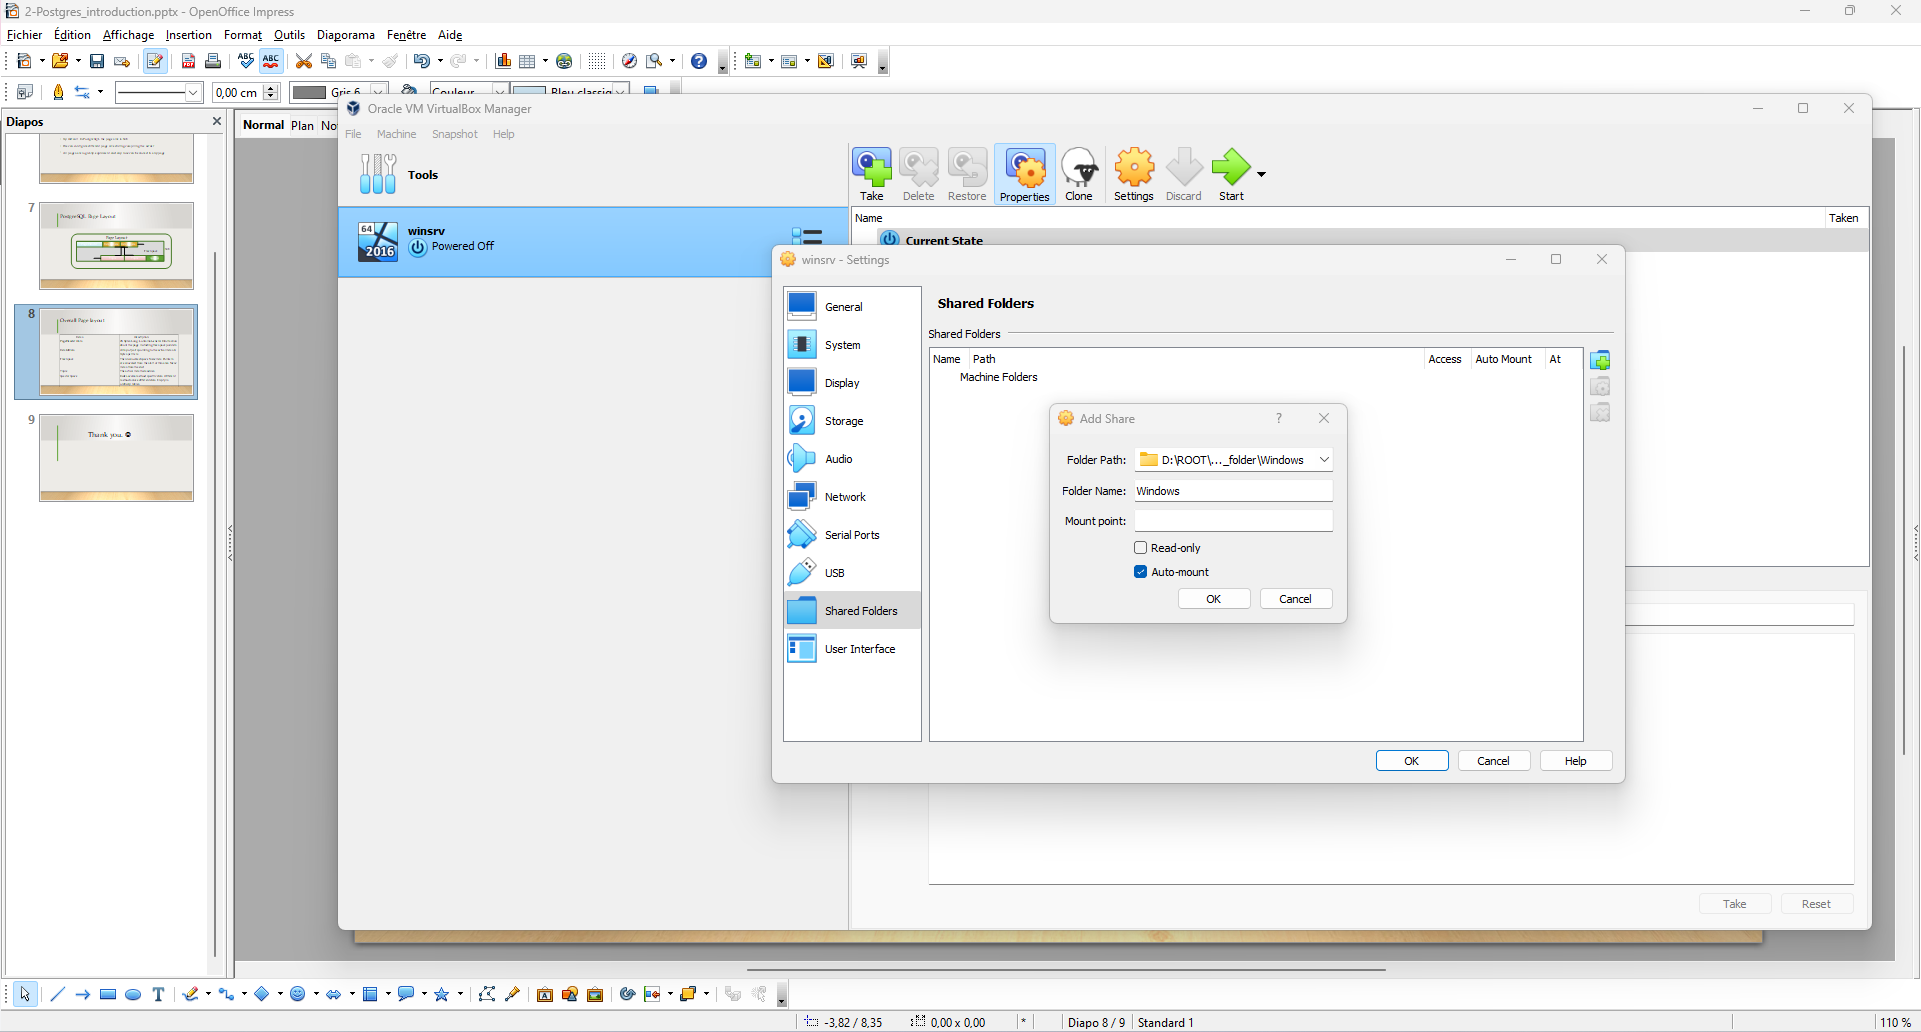 2-Postgres_introduction.pptx - OpenOffice Impress
Fichier Édition Affichage Insertion Format Outils Diaporama Fenêtre Aide
0,00 cm Gris 6 Couleur Bleu classiq
Diapos
Normal Plan No
7
PostgreSQL Page Layout
8
Overall Page layout
9
Thank you. ☻
Oracle VM VirtualBox Manager
File Machine Snapshot Help
Tools
64
2016
winsrv
Powered Off
Take Delete Restore Properties Clone Settings Discard Start
Name Taken
Current State
winsrv - Settings
General
System
Display
Storage
Audio
Network
Serial Ports
USB
Shared Folders
User Interface
Shared Folders
Shared Folders
Name Path Access Auto Mount At
Machine Folders
Add Share ?
Folder Path: D:\ROOT\..._folder\Windows
Folder Name: Windows
Mount point:
Read-only
Auto-mount
OK Cancel
OK Cancel Help
Take Reset
-3,82 / 8,35 0,00 x 0,00 * Diapo 8 / 9 Standard 1 110 %